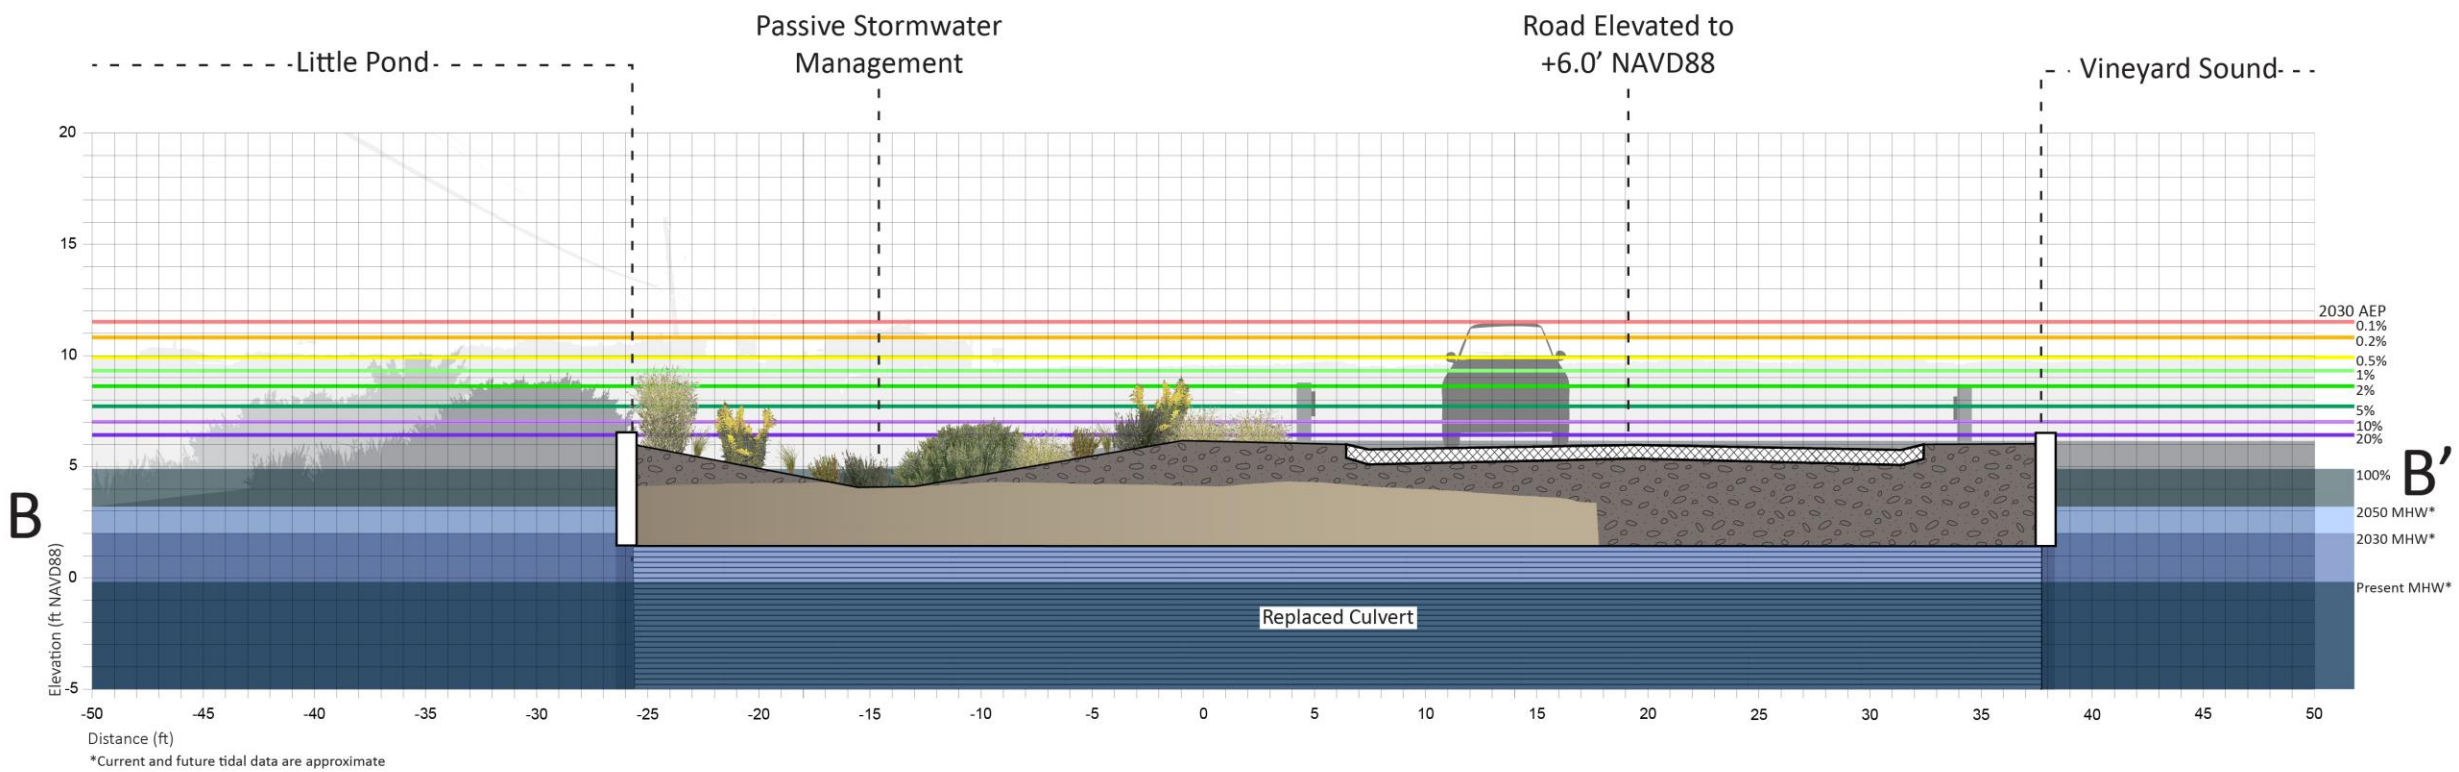 Passive Stormwater
Management
Road Elevated to
+6.0’ NAVD88
Little Pond
Vineyard Sound
20
15
10
5
0
-5
Elevation (ft NAVD88)
B
B’
2030 AEP
0.1%
0.2%
0.5%
1%
2%
5%
10%
20%
100%
2050 MHW*
2030 MHW*
Present MHW*
Replaced Culvert
-50 -45 -40 -35 -30 -25 -20 -15 -10 -5 0 5 10 15 20 25 30 35 40 45 50
Distance (ft)
*Current and future tidal data are approximate